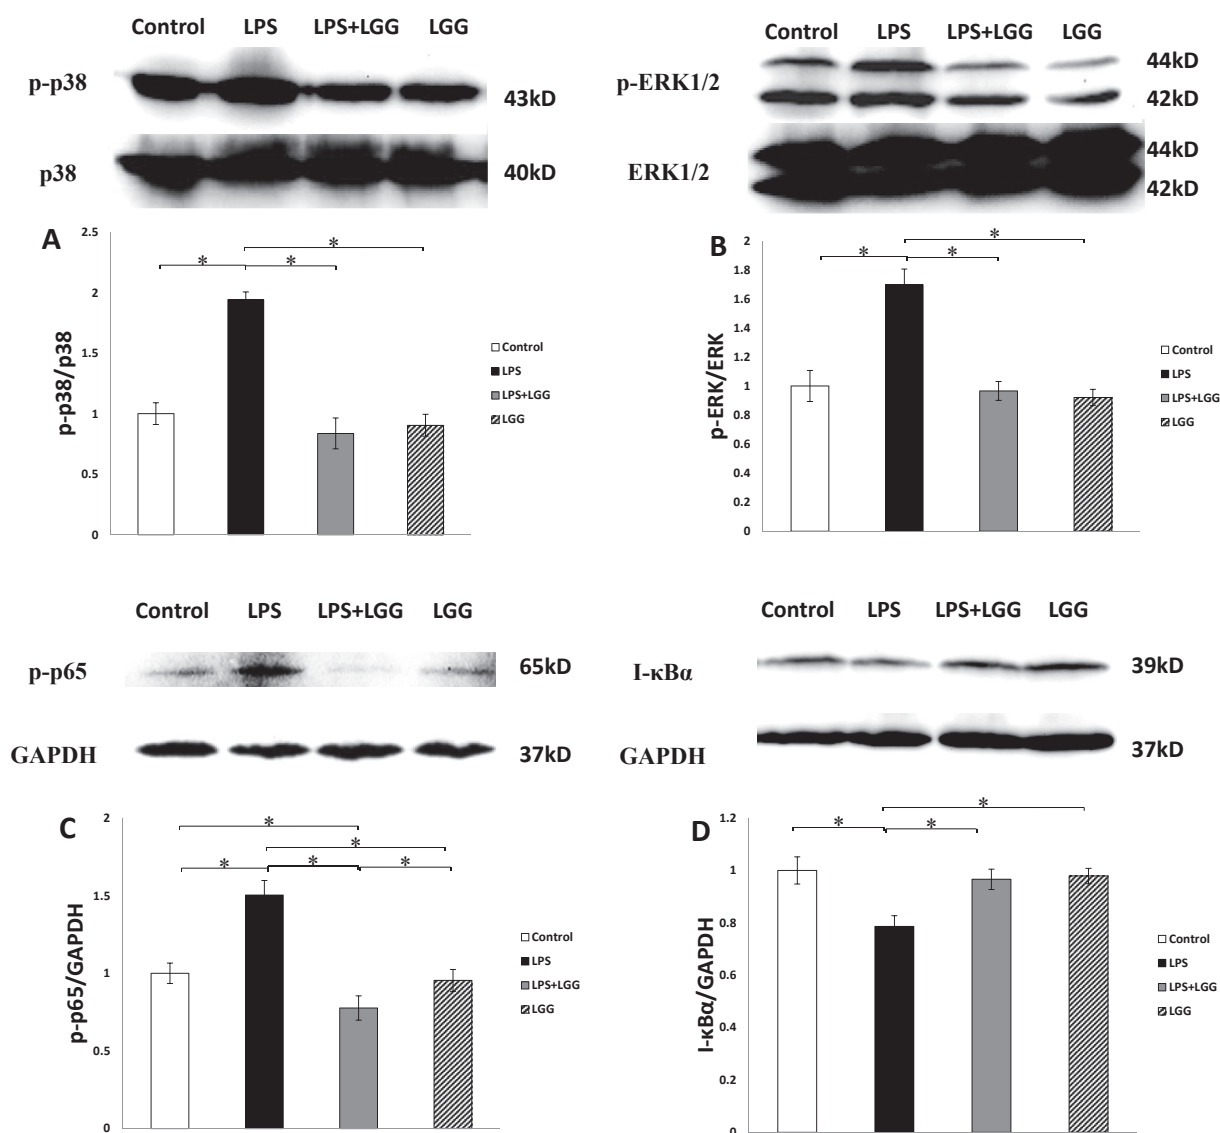 Control LPS LPS+LGG LGG
p-p38 43kD
p38 40kD
A
p-p38/p38
2.5
*
* *
2
1.5
1
0.5
0
Control
LPS
LPS+LGG
LGG
Control LPS LPS+LGG LGG
p-ERK1/2 44kD
42kD
ERK1/2 44kD
42kD
B
p-ERK/ERK
2
*
* *
1.8
1.6
1.4
1.2
1
0.8
0.6
0.4
0.2
0
Control
LPS
LPS+LGG
LGG
Control LPS LPS+LGG LGG
p-p65 65kD
GAPDH 37kD
C
p-p65/GAPDH
2
*
*
* * *
1.5
1
0.5
0
Control
LPS
LPS+LGG
LGG
Control LPS LPS+LGG LGG
I-κBα 39kD
GAPDH 37kD
D
I-κBα/GAPDH
1.2
*
* *
1
0.8
0.6
0.4
0.2
0
Control
LPS
LPS+LGG
LGG